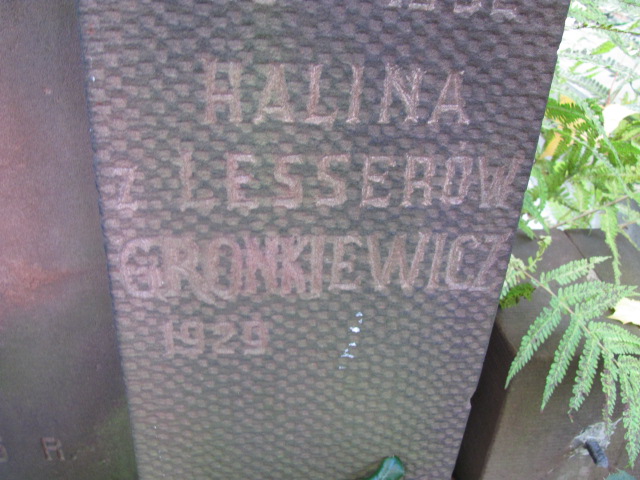 HALINA
z LESSERÓW
GRONKIEWICZ
1929
R.